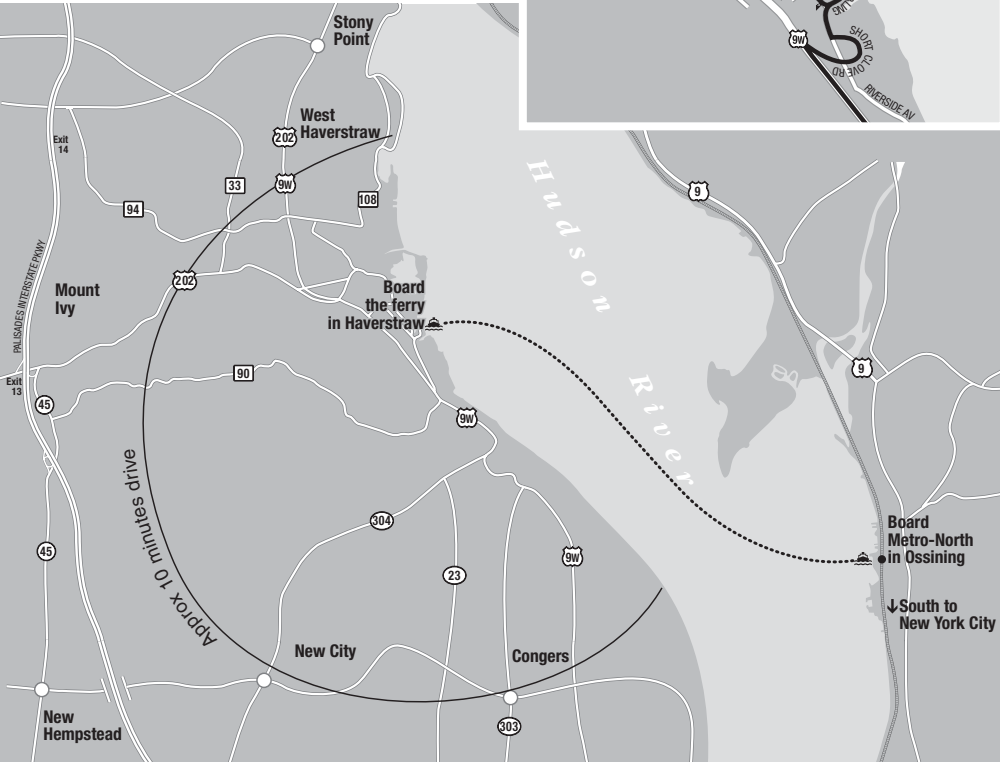 Stony
Point
9W
LONG
SHORT CLOVE RD
RIVERSIDE AV
West
Haverstraw
202
Exit
14
9W
33
108
9
94
Hudson
River
PALISADES INTERSTATE PKWY
202
Mount
Ivy
Board
the ferry
in Haverstraw
9
90
Exit
13
45
9W
Approx 10 minutes drive
304
Board
Metro-North
in Ossining
45
9W
23
South to
New York City
New City
Congers
New
Hempstead
303